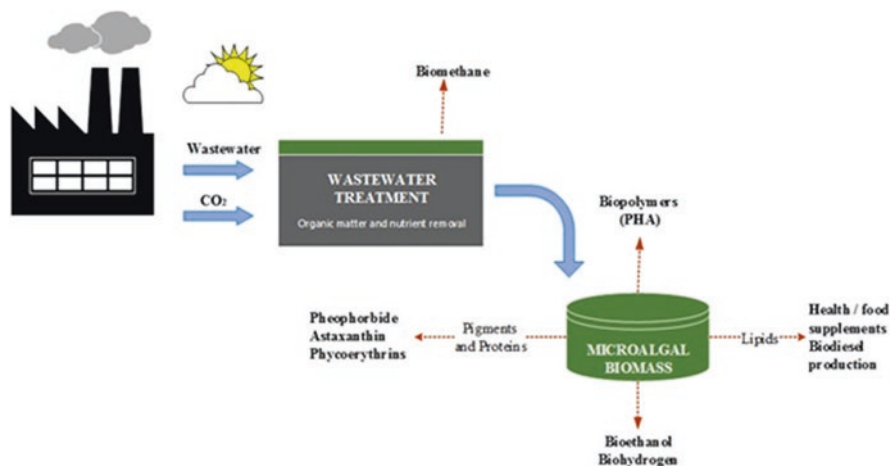 Biomethane
Wastewater
CO₂
WASTEWATER
TREATMENT
Organic matter and nutrient removal
Biopolymers
(PHA)
Pheophorbide
Astaxanthin
Phycoerythrins
Pigments
and Proteins
MICROALGAL
BIOMASS
Lipids
Health / food
supplements
Biodiesel
production
Bioethanol
Biohydrogen